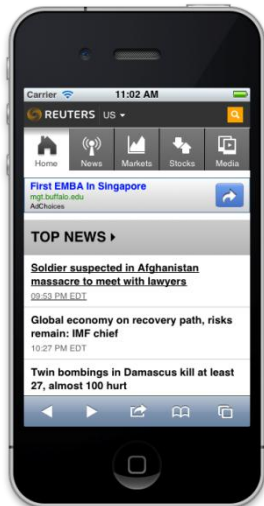 Carrier 11:02 AM
REUTERS US
Home News Markets Stocks Media
First EMBA In Singapore
mgt.buffalo.edu
AdChoices
TOP NEWS
Soldier suspected in Afghanistan
massacre to meet with lawyers
09:53 PM EDT
Global economy on recovery path, risks
remain: IMF chief
10:27 PM EDT
Twin bombings in Damascus kill at least
27, almost 100 hurt